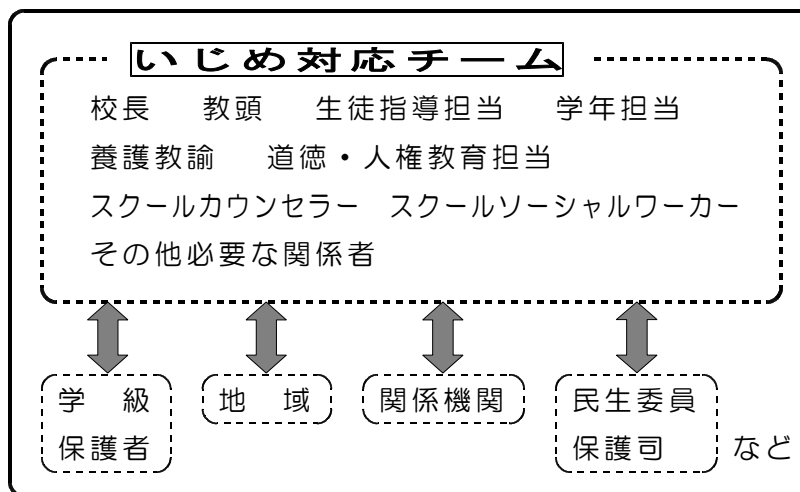 いじめ対応チーム
校長　教頭　生徒指導担当　学年担当
養護教諭　道徳・人権教育担当
スクールカウンセラー　スクールソーシャルワーカー
その他必要な関係者
学　級
保護者
地　域
関係機関
民生委員
保護司
など